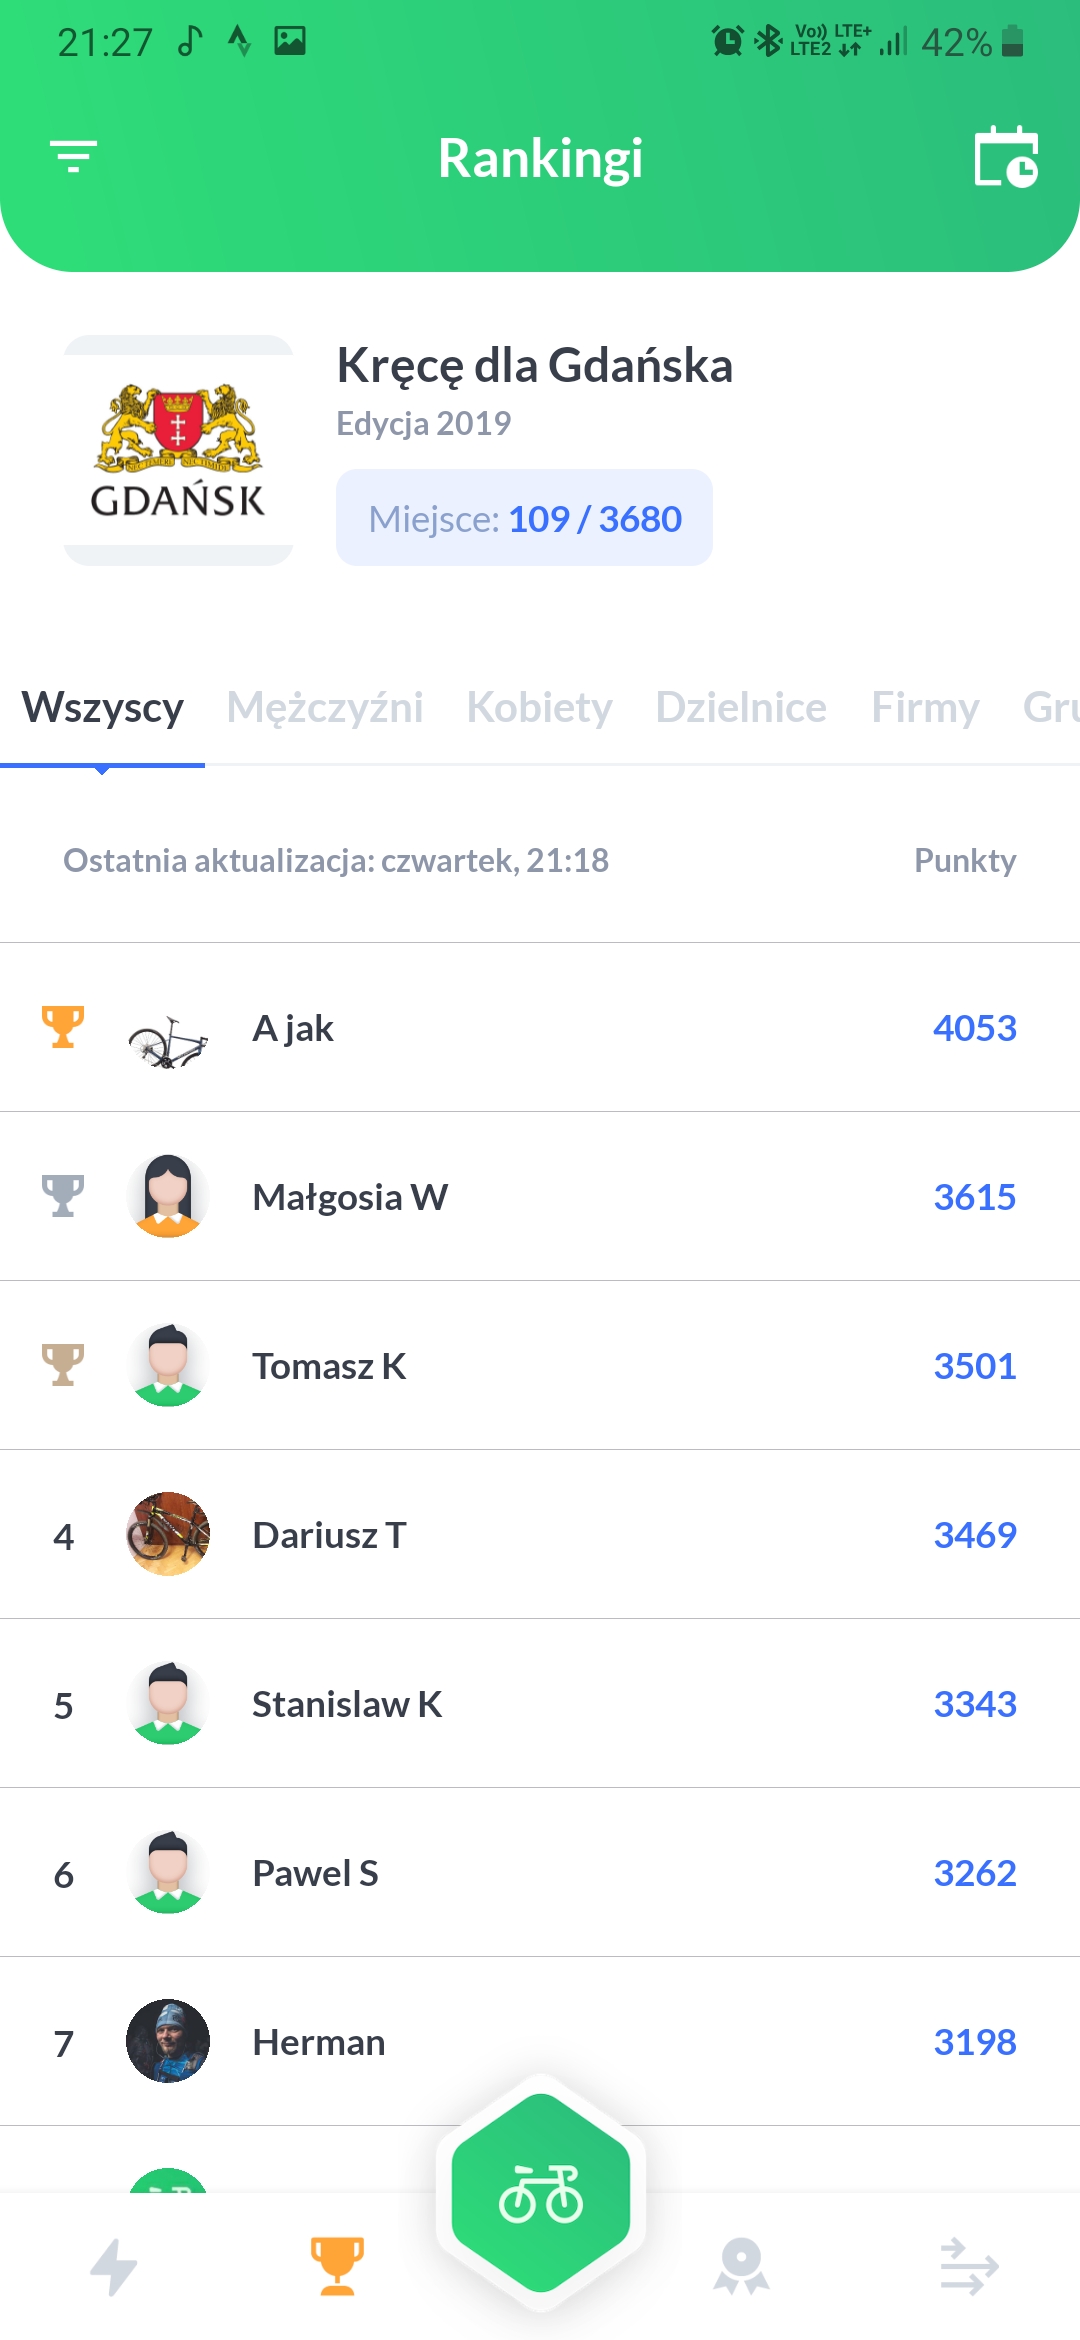 21:27
Vo)) LTE+
LTE2
42%
Rankingi
GDAŃSK
Kręcę dla Gdańska
Edycja 2019
Miejsce: 109 / 3680
Wszyscy Mężczyźni Kobiety Dzielnice Firmy Gru
Ostatnia aktualizacja: czwartek, 21:18 Punkty
A jak 4053
Małgosia W 3615
Tomasz K 3501
4 Dariusz T 3469
5 Stanislaw K 3343
6 Pawel S 3262
7 Herman 3198